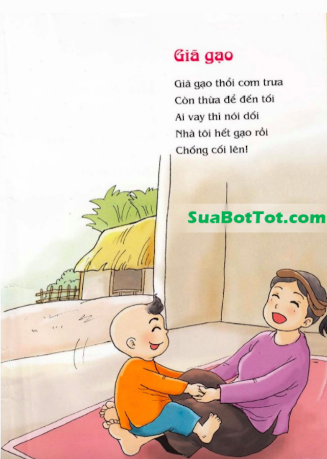 Giã gạo
Giã gạo thổi cơm trưa
Còn thừa để đến tối
Ai vay thì nói dối
Nhà tôi hết gạo rồi
Chống cối lên!
SuaBotTot.com